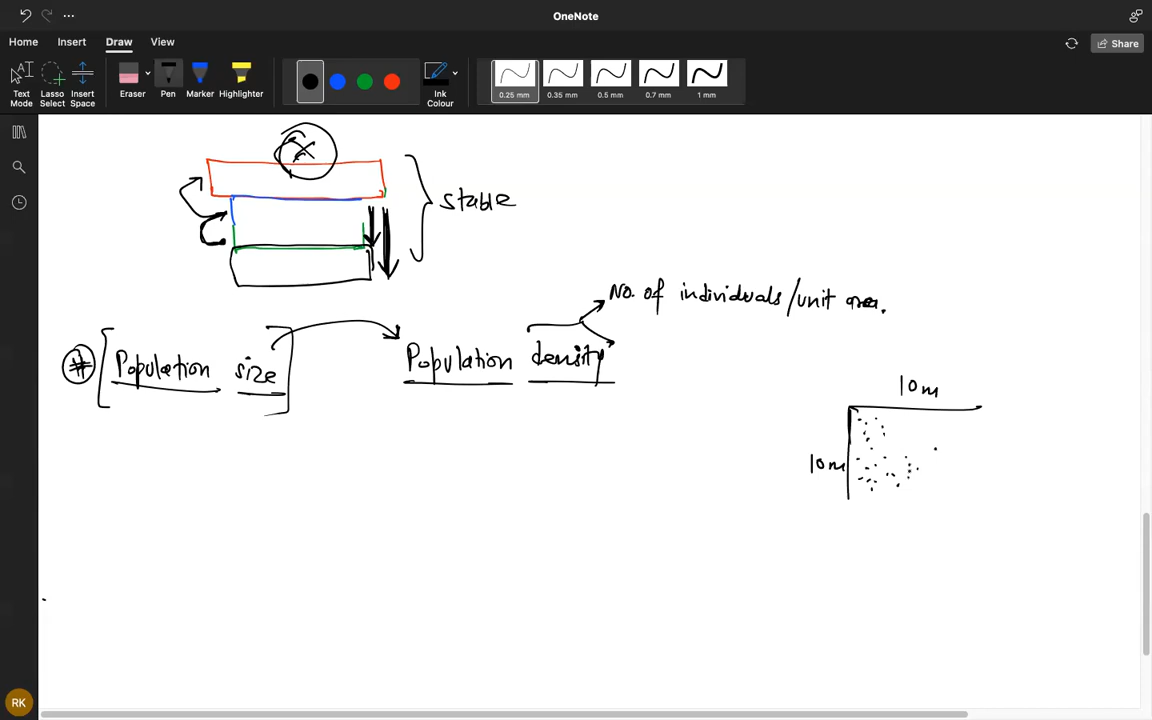 OneNote
Home Insert Draw View
Share
Text Mode
Lasso Select
Insert Space
Eraser
Pen
Marker
Highlighter
Ink Colour
0.25 mm
0.35 mm
0.5 mm
0.7 mm
1 mm
X
stable
No. of individuals/unit area.
# Population size
Population density
10m
10m
RK